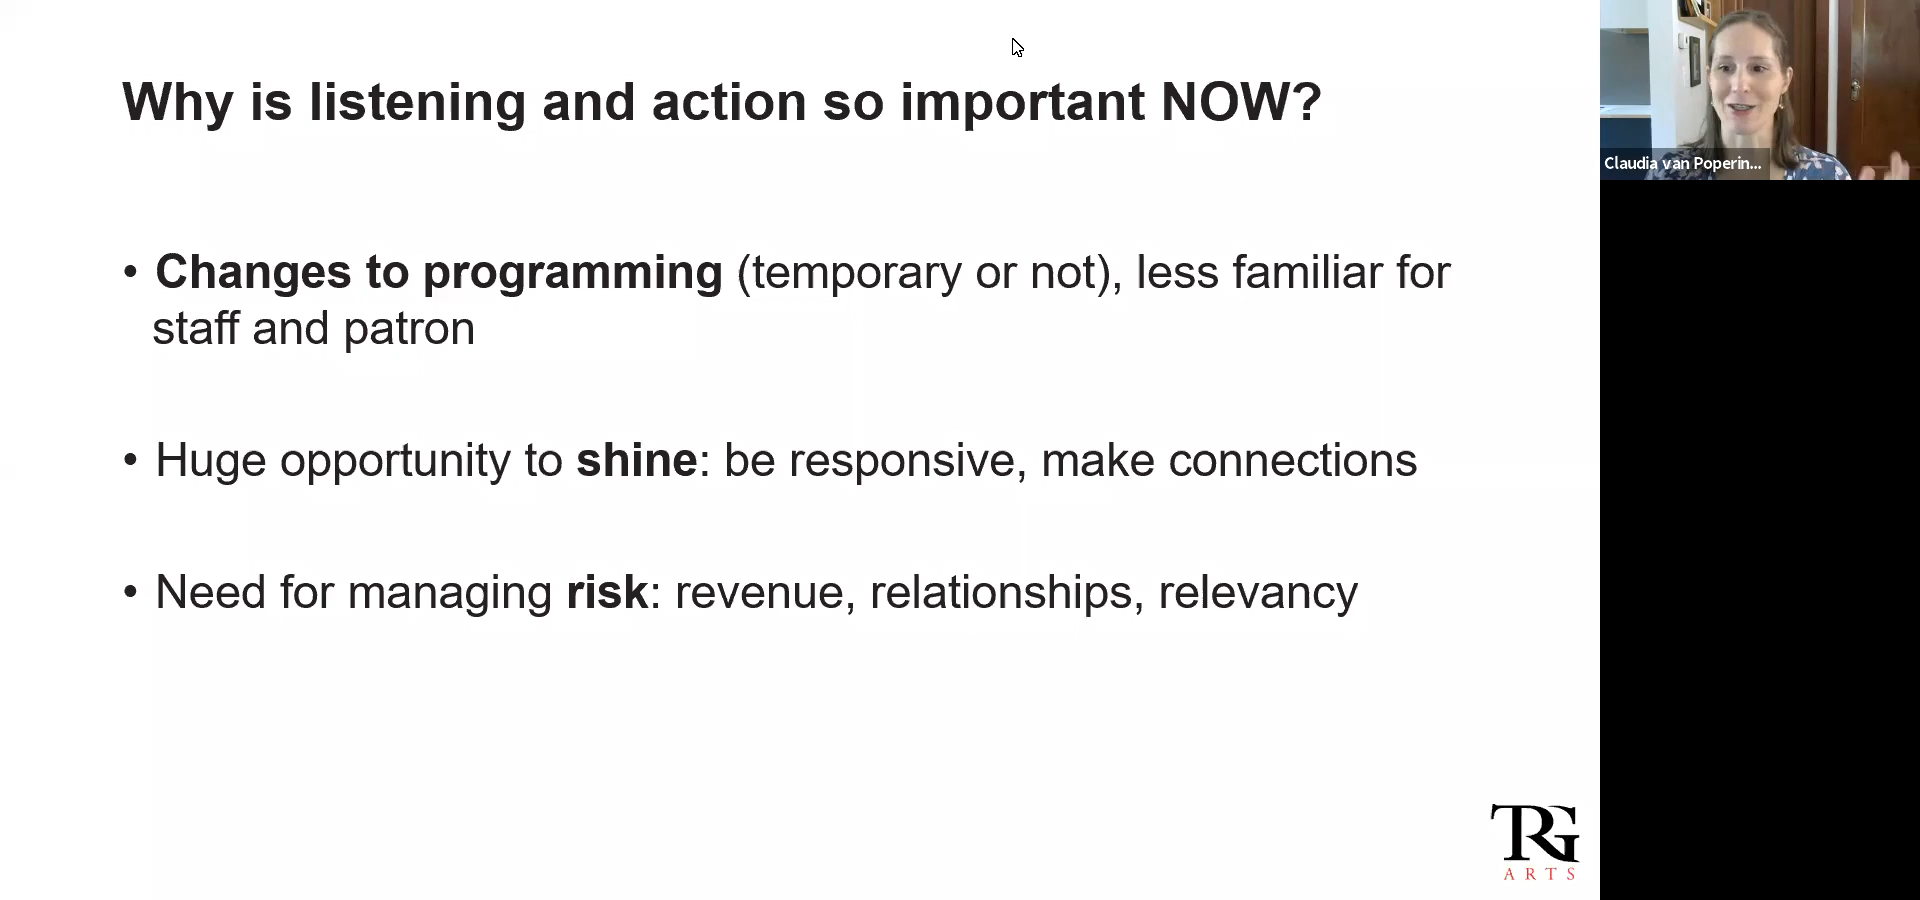 Why is listening and action so important NOW?
Claudia van Poperin...
• Changes to programming (temporary or not), less familiar for
staff and patron
• Huge opportunity to shine: be responsive, make connections
• Need for managing risk: revenue, relationships, relevancy
TRG
ARTS